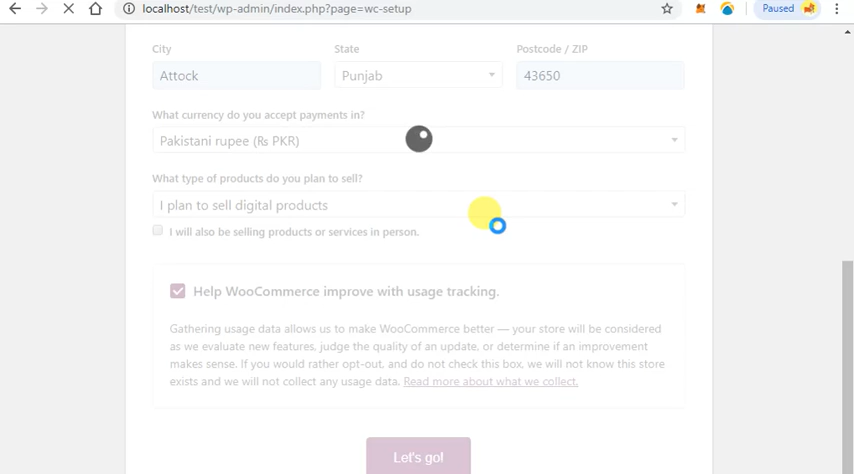 localhost/test/wp-admin/index.php?page=wc-setup
Paused
City State Postcode / ZIP
Attock Punjab 43650
What currency do you accept payments in?
Pakistani rupee (₨ PKR)
What type of products do you plan to sell?
I plan to sell digital products
I will also be selling products or services in person.
Help WooCommerce improve with usage tracking.
Gathering usage data allows us to make WooCommerce better — your store will be considered
as we evaluate new features, judge the quality of an update, or determine if an improvement
makes sense. If you would rather opt-out, and do not check this box, we will not know this store
exists and we will not collect any usage data. Read more about what we collect.
Let's go!